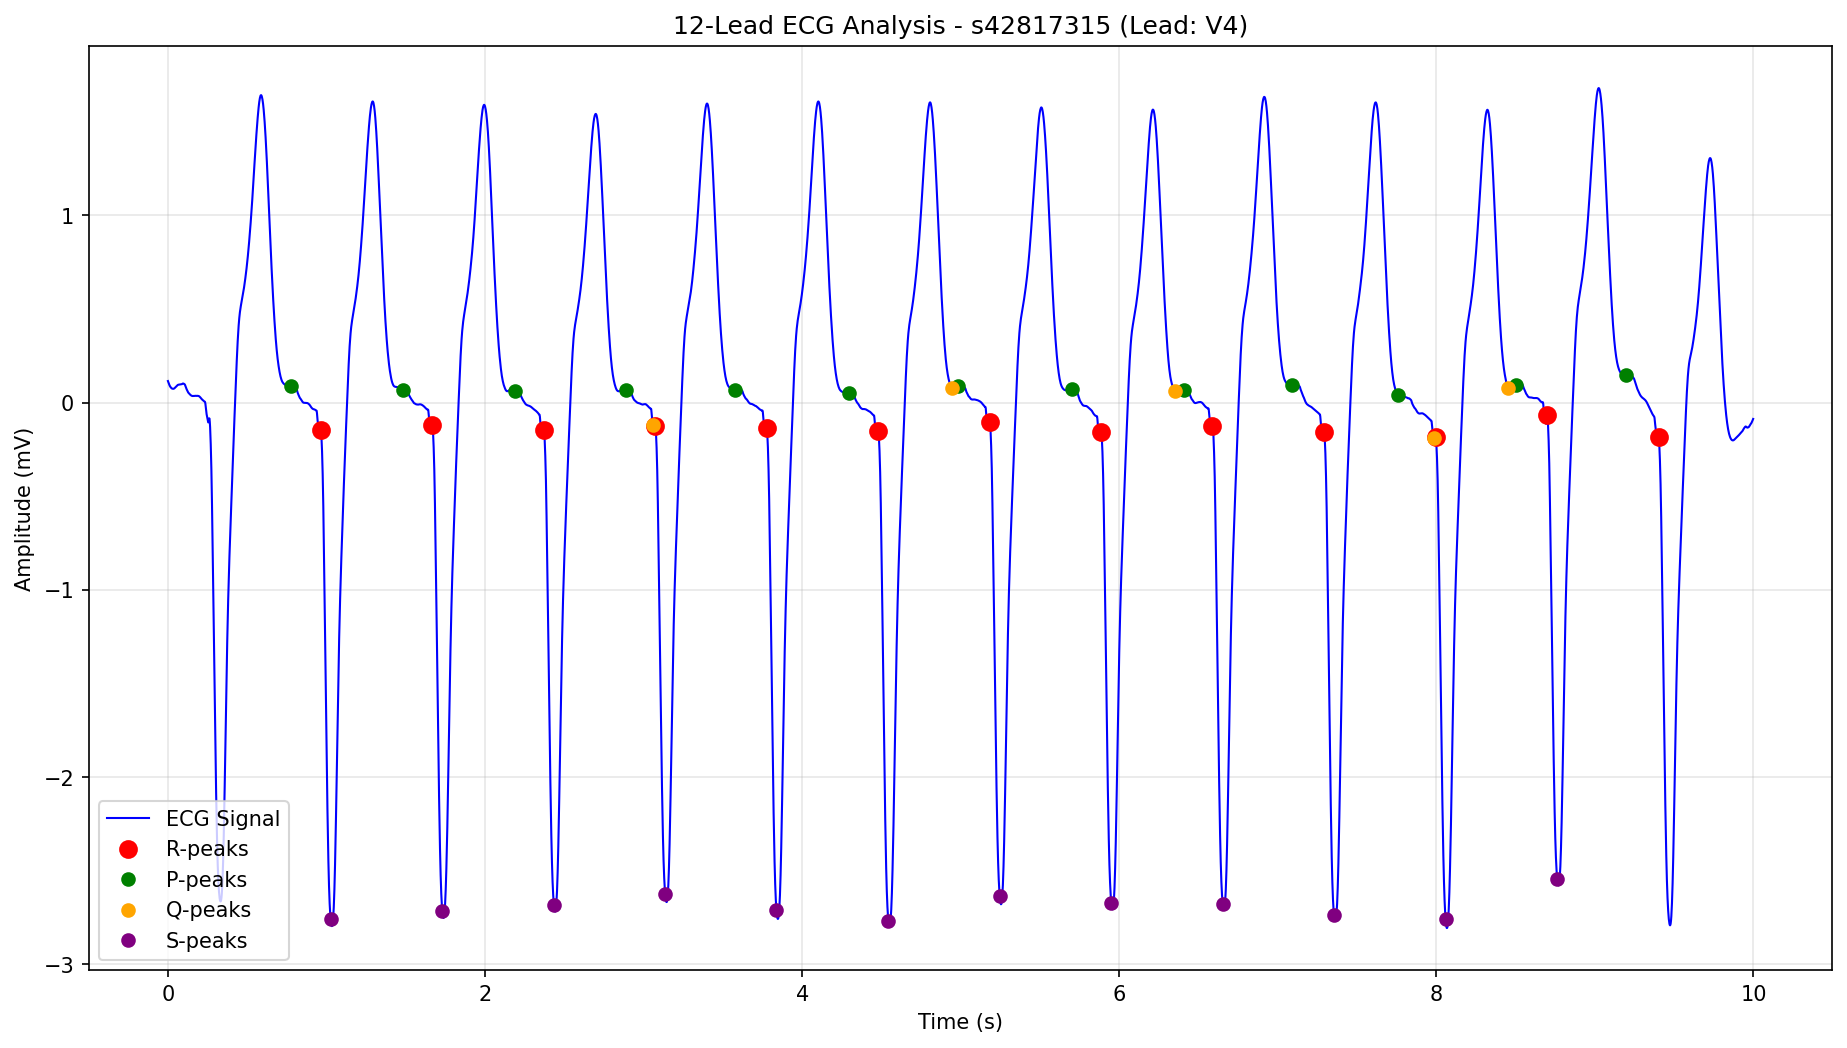 12-Lead ECG Analysis - s42817315 (Lead: V4)
Amplitude (mV)
1
0
−1
−2
−3
ECG Signal
R-peaks
P-peaks
Q-peaks
S-peaks
0 2 4 6 8 10
Time (s)